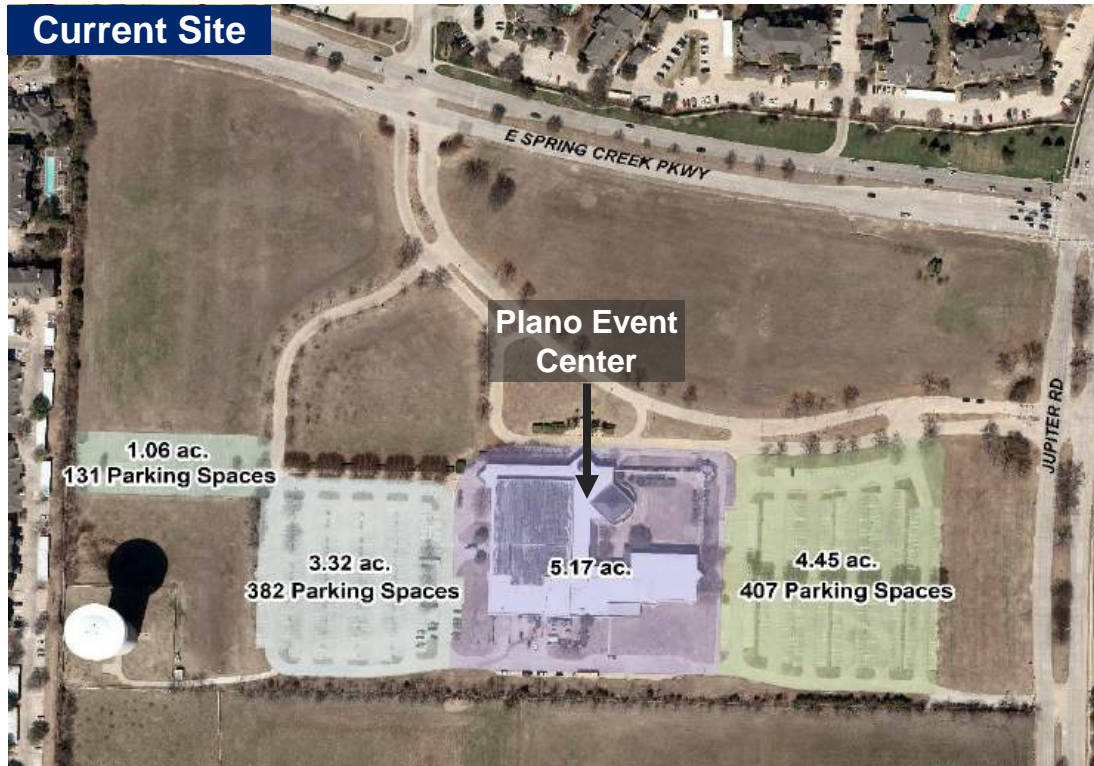 Current Site
E SPRING CREEK PKWY
Plano Event
Center
JUPITER RD
1.06 ac.
131 Parking Spaces
3.32 ac.
382 Parking Spaces
5.17 ac.
4.45 ac.
407 Parking Spaces